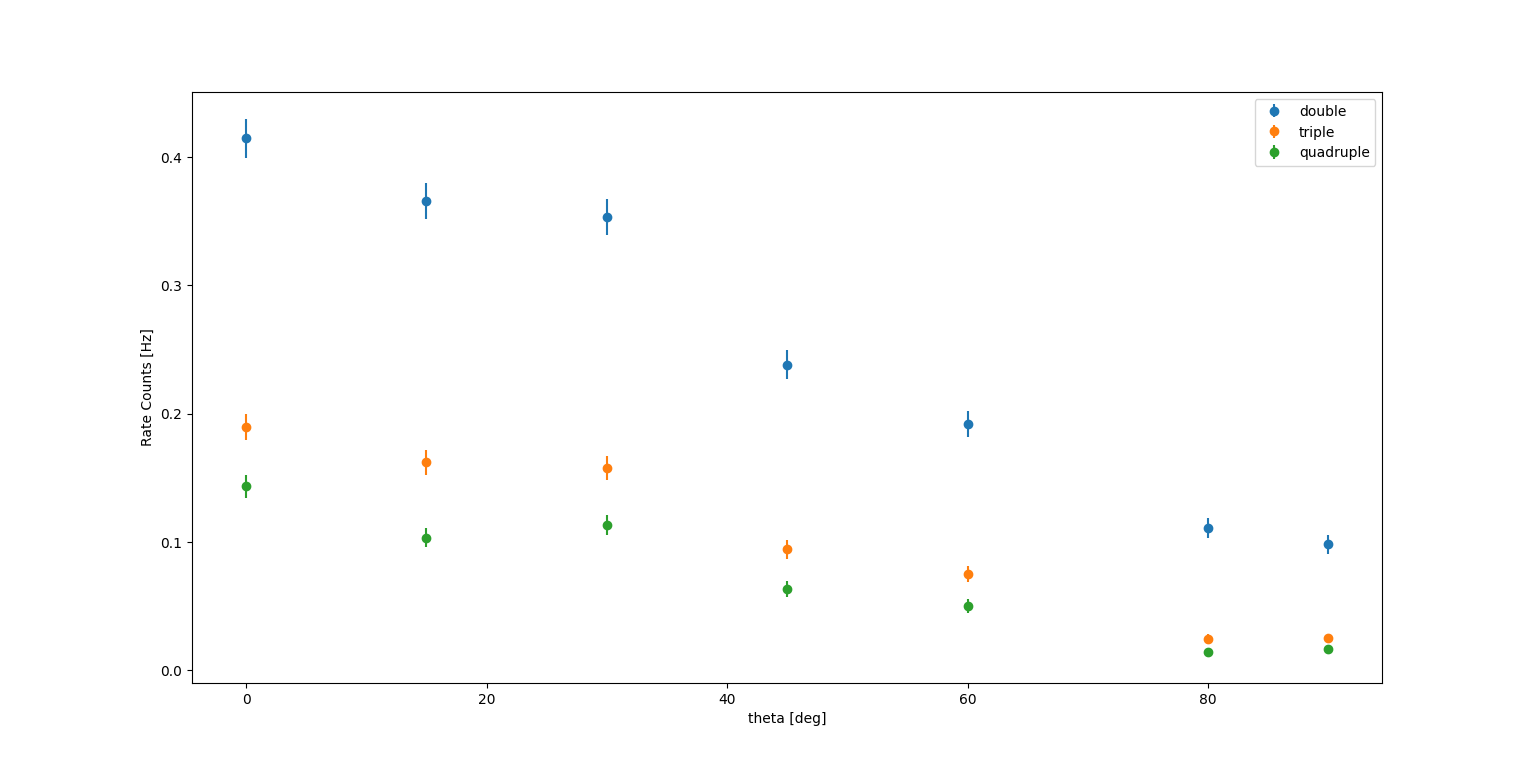 double
triple
quadruple
0.4
0.3
0.2
0.1
0.0
Rate Counts [Hz]
0 20 40 60 80
theta [deg]